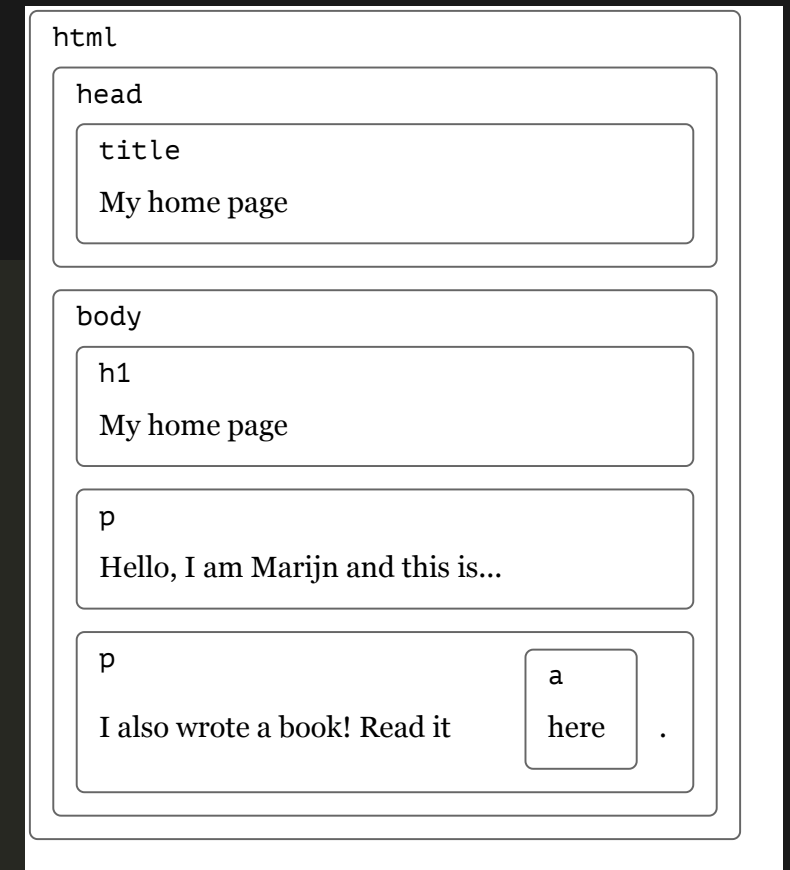 html
head
title
My home page
body
h1
My home page
p
Hello, I am Marijn and this is...
p
a
I also wrote a book! Read it here .